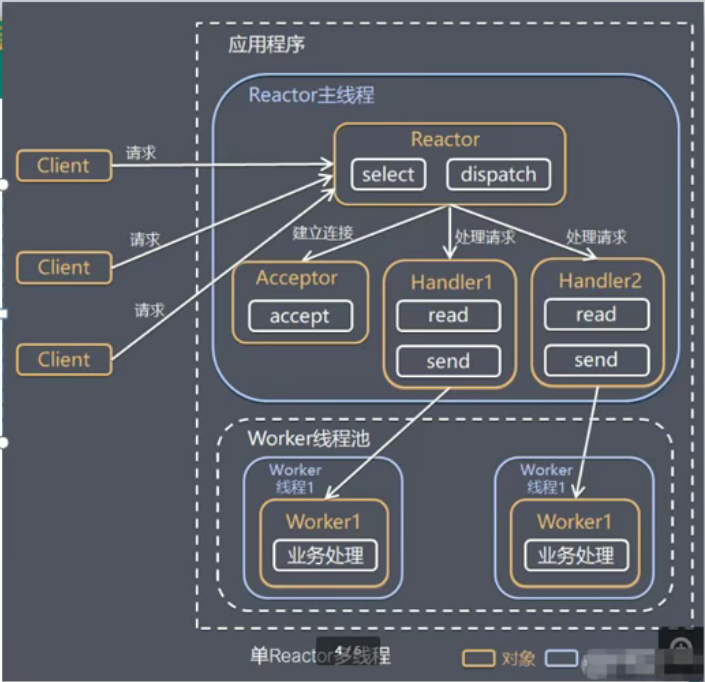 应用程序
Reactor主线程
Reactor
select
dispatch
Client
请求
Client
请求
Client
请求
建立连接
处理请求
处理请求
Acceptor
accept
Handler1
read
send
Handler2
read
send
Worker线程池
Worker
线程1
Worker1
业务处理
Worker
线程1
Worker1
业务处理
单Reactor多线程
对象